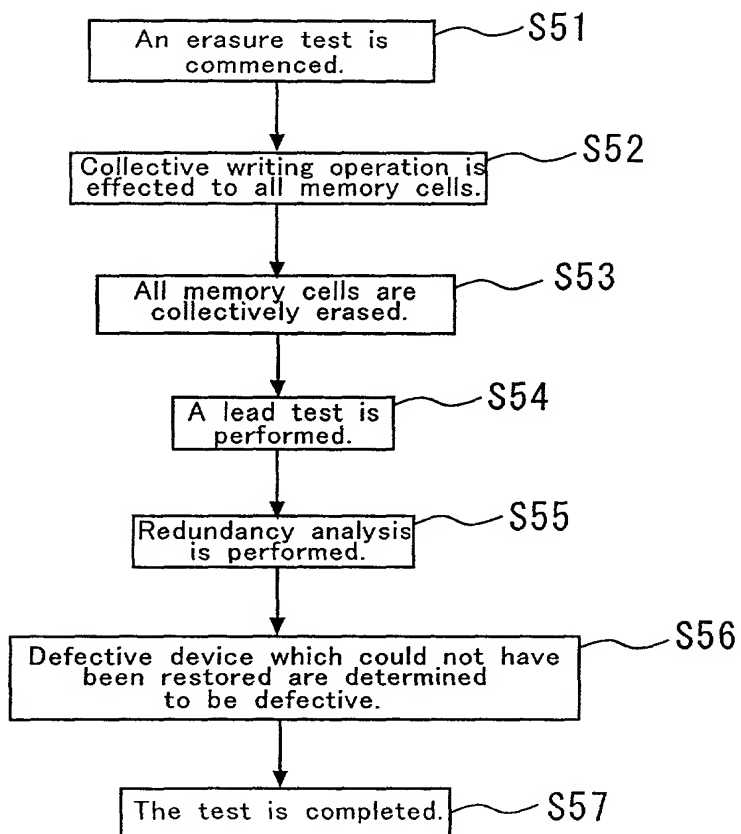 An erasure test is
commenced.
S51
Collective writing operation is
effected to all memory cells.
S52
All memory cells are
collectively erased.
S53
A lead test is
performed.
S54
Redundancy analysis
is performed.
S55
Defective device which could not have
been restored are determined
to be defective.
S56
The test is completed.
S57